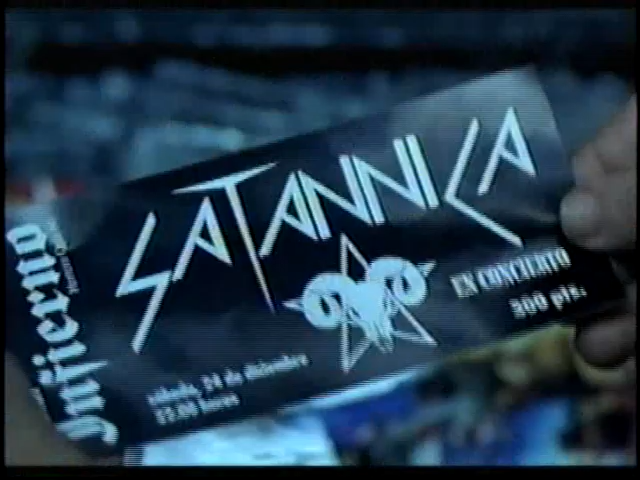 SATANNICA
EN CONCIERTO
300 pts.
sábado, 24 de diciembre
22.00 horas
Infierno